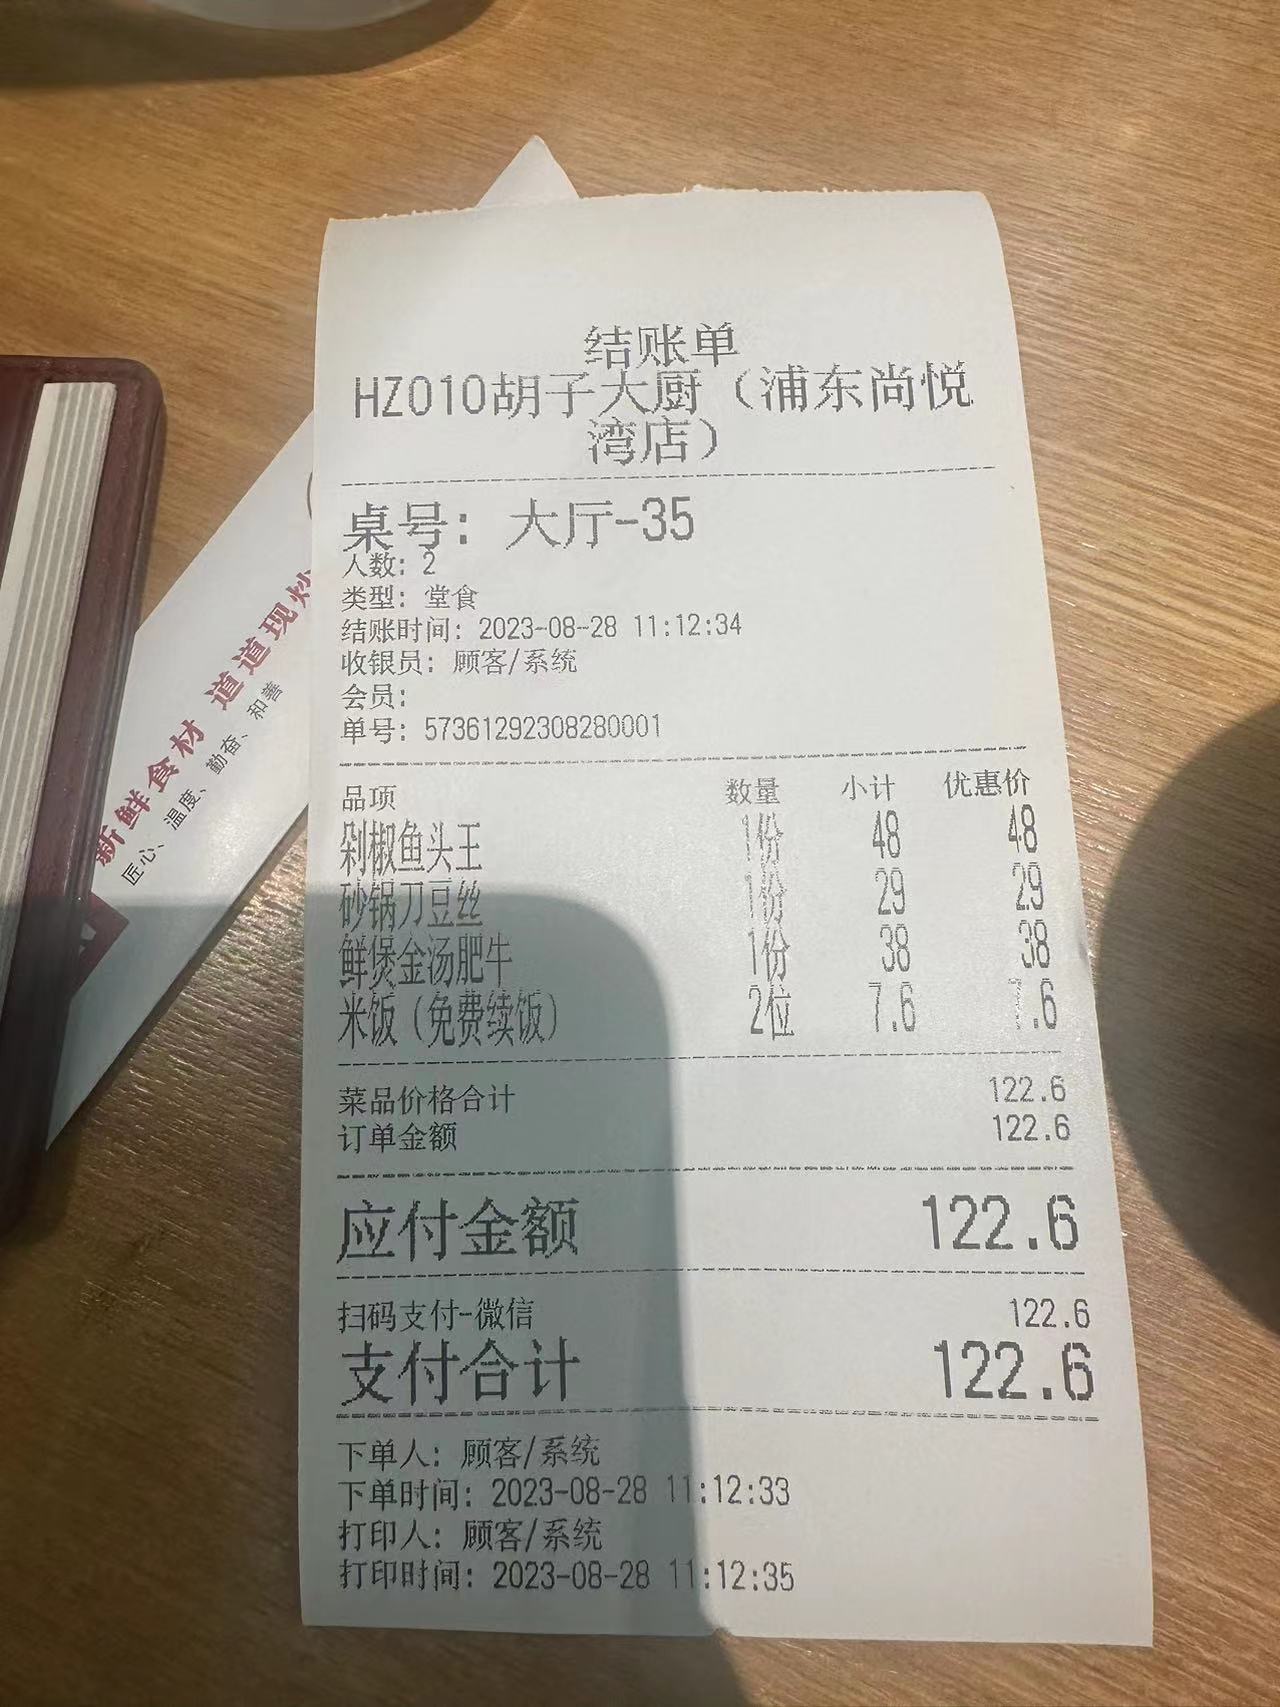 结账单
HZ010胡子大厨（浦东尚悦
湾店）
桌号：大厅-35
人数：2
类型：堂食
结账时间：2023-08-28 11:12:34
收银员：顾客/系统
会员：
单号：57361292308280001
品项 数量 小计 优惠价
剁椒鱼头王 1份 48 48
砂锅刀豆丝 1份 29 29
鲜煲金汤肥牛 1份 38 38
米饭（免费续饭） 2位 7.6 7.6
菜品价格合计 122.6
订单金额 122.6
应付金额 122.6
扫码支付-微信 122.6
支付合计 122.6
下单人：顾客/系统
下单时间：2023-08-28 11:12:33
打印人：顾客/系统
打印时间：2023-08-28 11:12:35
新鲜食材 道道现炒
匠心、温度、勤奋、和善